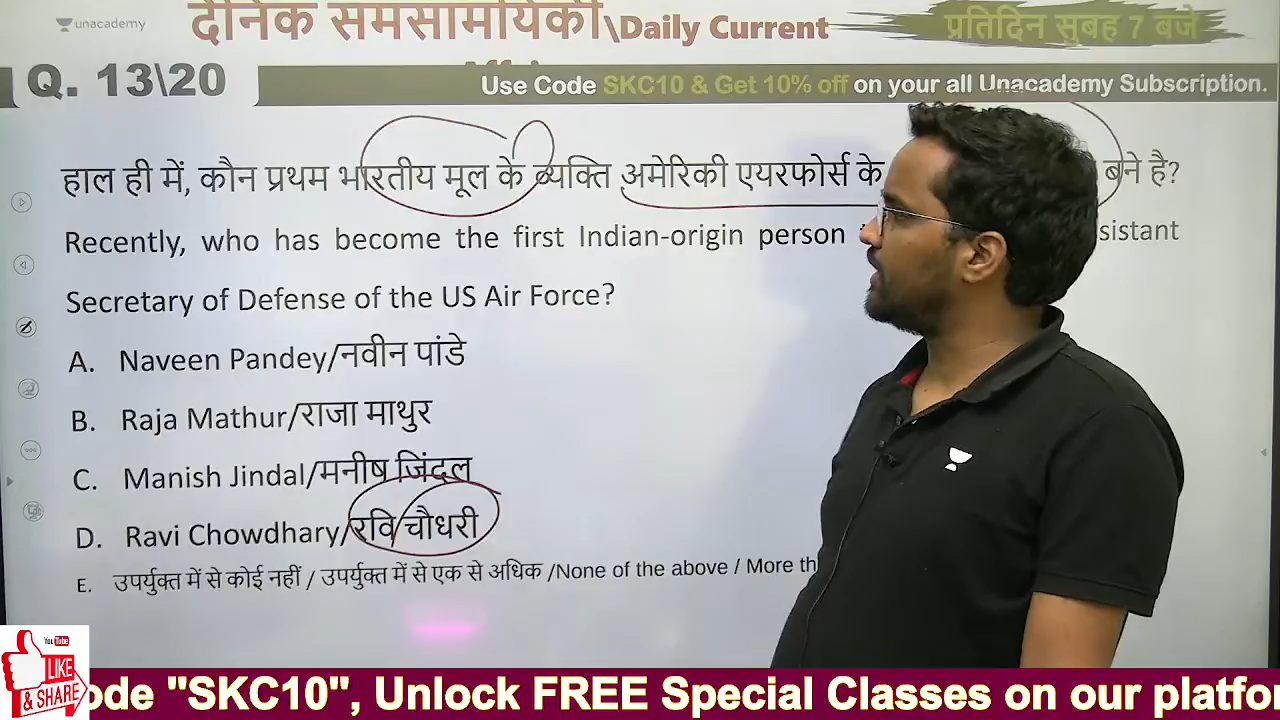 unacademy
दैनिक समसामयिकी\Daily Current
प्रतिदिन सुबह 7 बजे
Q. 13\20
Use Code SKC10 & Get 10% off on your all Unacademy Subscription.
हाल ही में, कौन प्रथम भारतीय मूल के व्यक्ति अमेरिकी एयरफोर्स के बने है?
Recently, who has become the first Indian-origin person sistant
Secretary of Defense of the US Air Force?
A. Naveen Pandey/नवीन पांडे
B. Raja Mathur/राजा माथुर
C. Manish Jindal/मनीष जिंदल
D. Ravi Chowdhary/रवि चौधरी
E. उपर्युक्त में से कोई नहीं / उपर्युक्त में से एक से अधिक /None of the above / More th
YouTube
LIKE
& SHARE
ode "SKC10", Unlock FREE Special Classes on our platfo